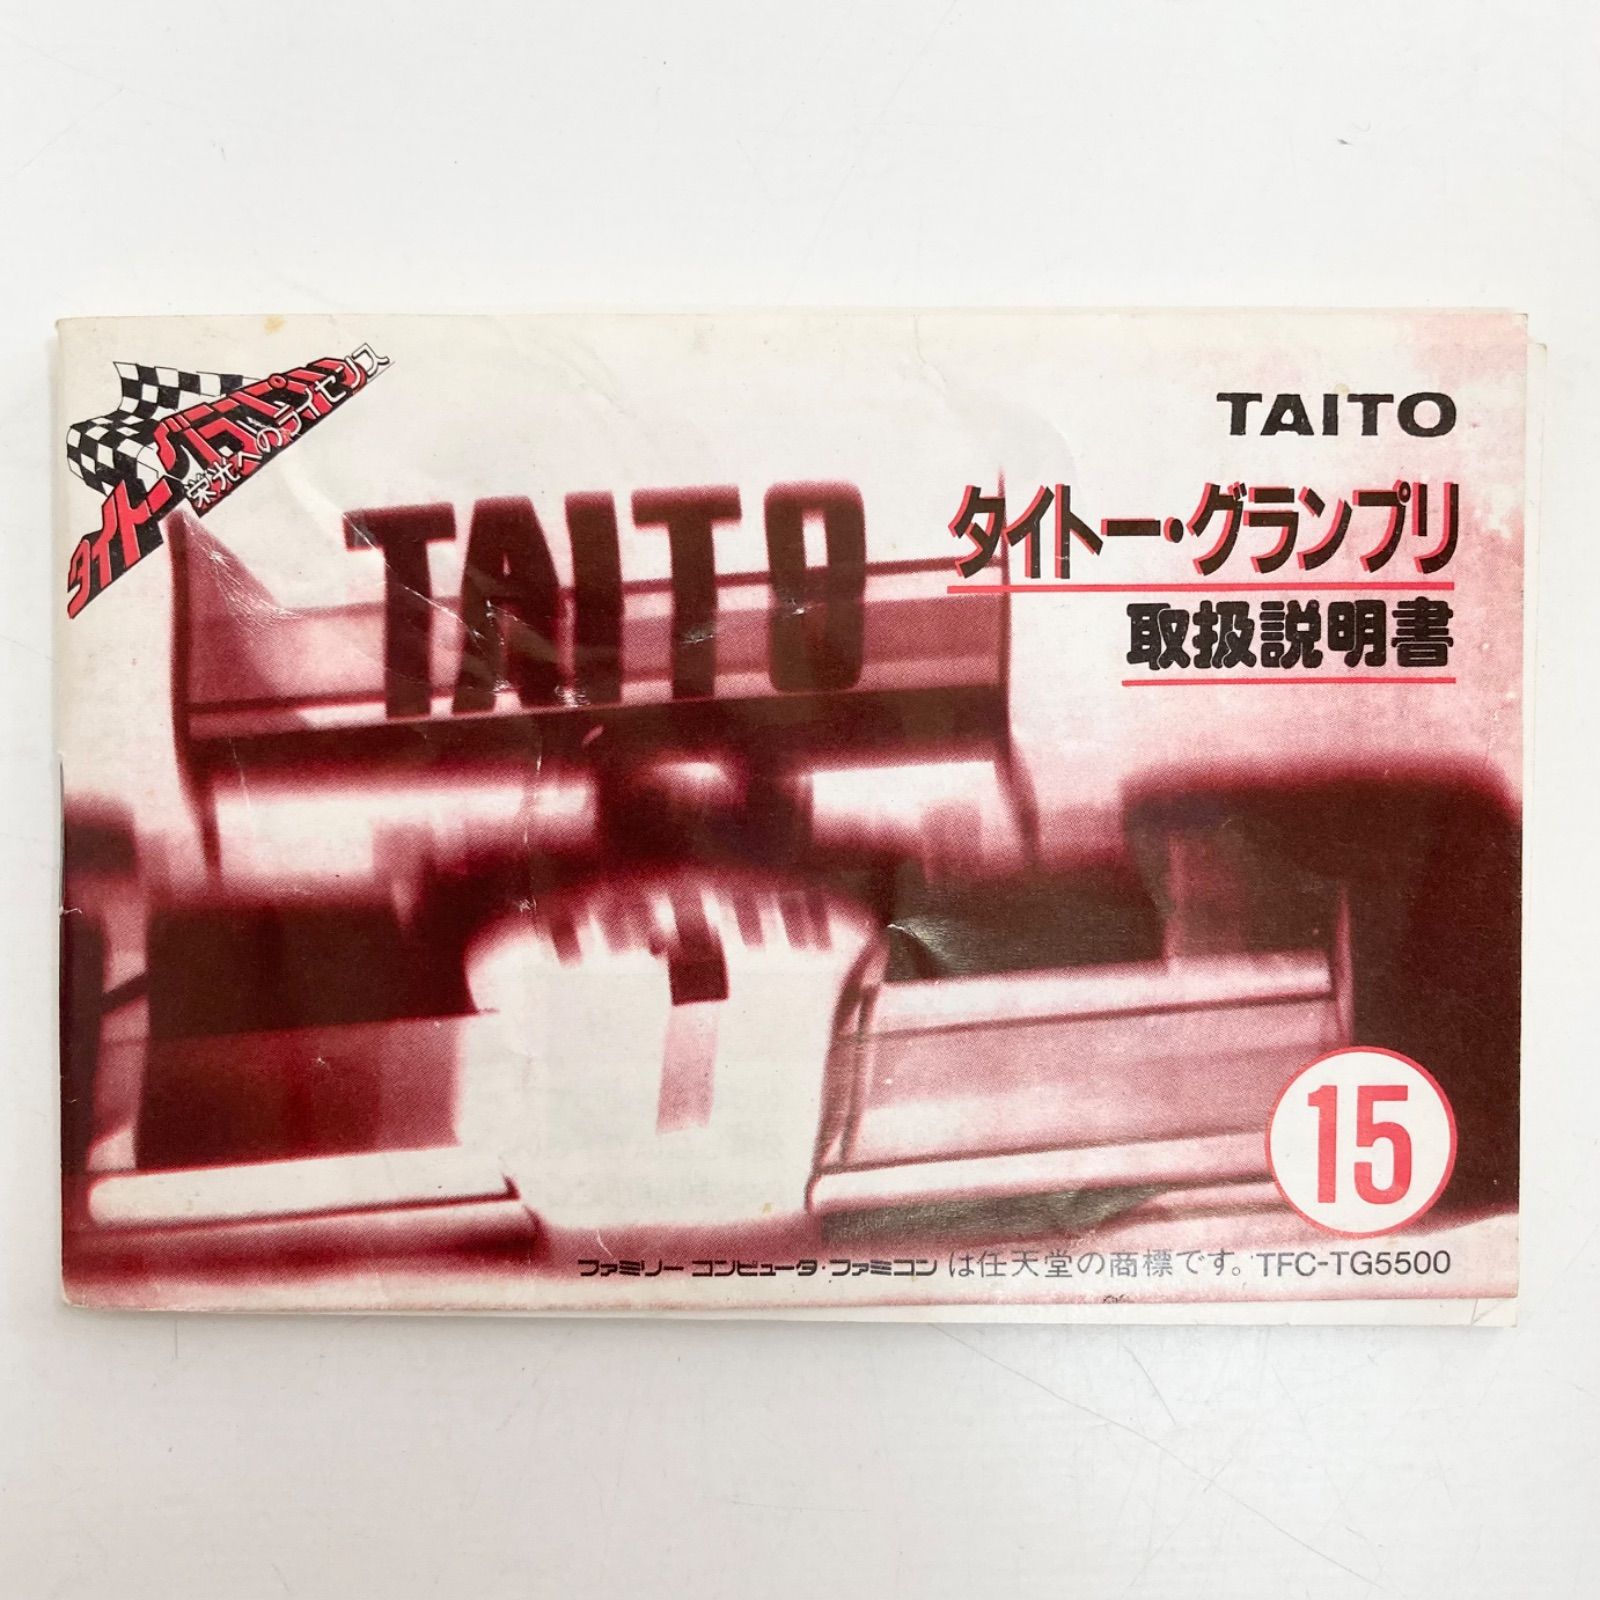 タイトーグランプリ
栄光へのライセンス
TAITO
タイトー・グランプリ
取扱説明書
TAITO
15
ファミリーコンピュータ・ファミコンは任天堂の商標です。TFC-TG5500